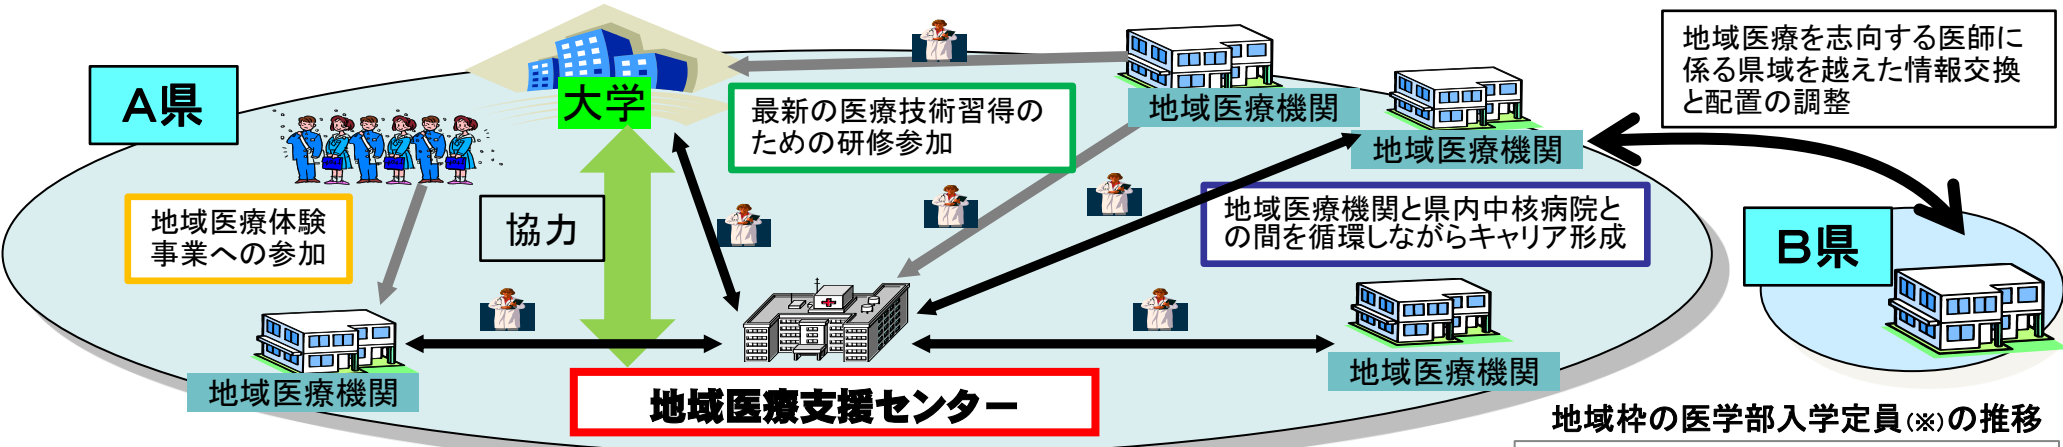 地域医療を志向する医師に
係る県域を越えた情報交換
と配置の調整
A県
大学
最新の医療技術習得の
ための研修参加
地域医療機関
地域医療機関
地域医療体験
事業への参加
協力
地域医療機関と県内中核病院と
の間を循環しながらキャリア形成
B県
地域医療機関
地域医療支援センター
地域医療機関
地域枠の医学部入学定員(※)の推移